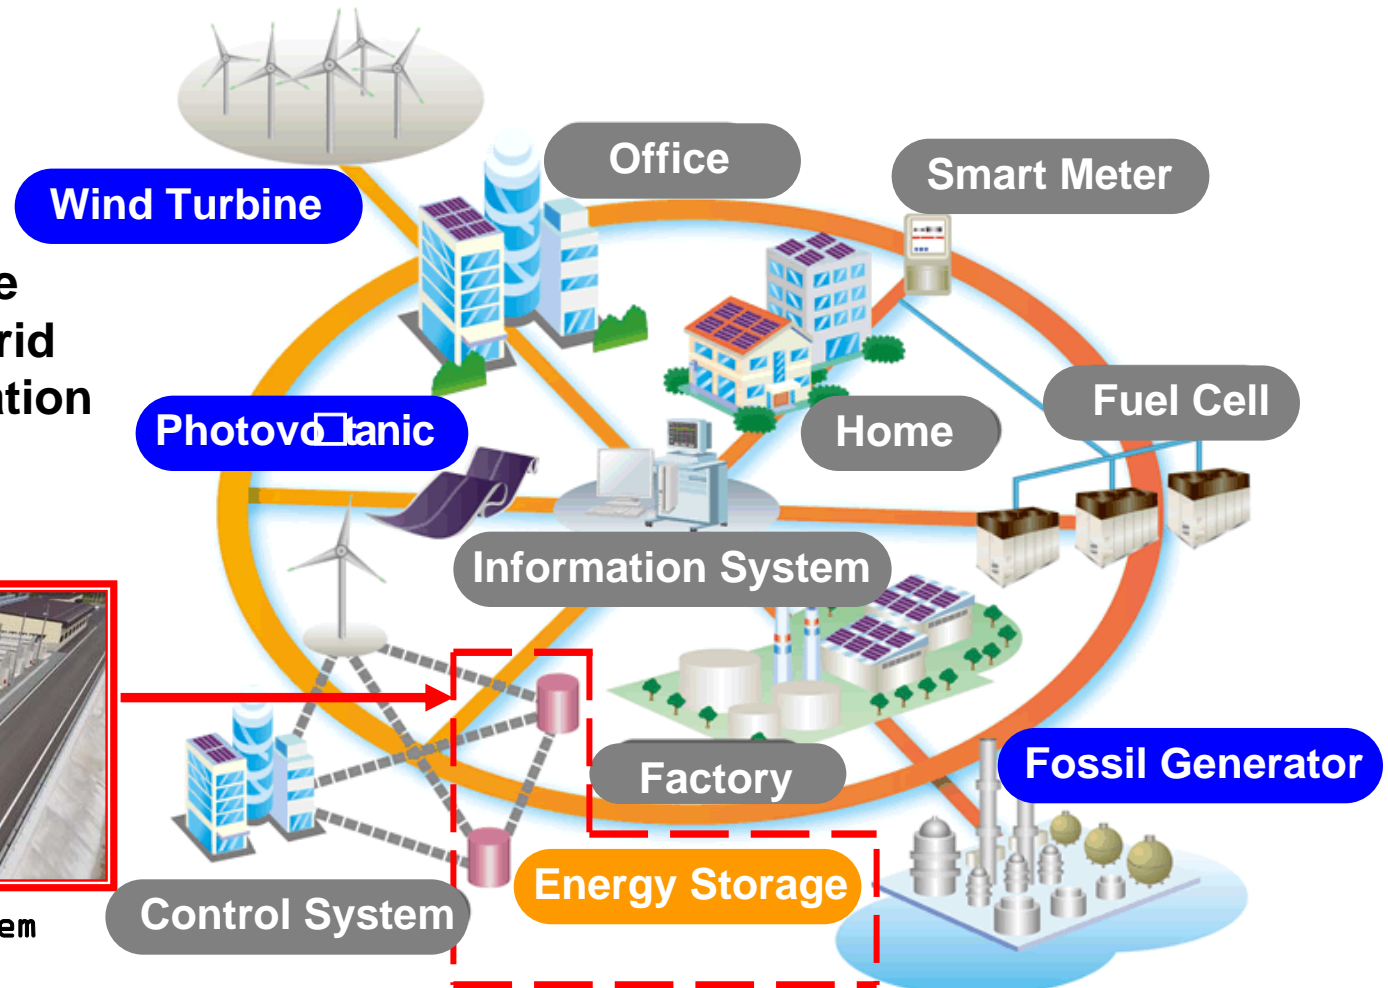 Office
Smart Meter
Wind Turbine
e
rid
ation
Fuel Cell
Photovo□tanic
Home
Information System
Fossil Generator
Factory
Energy Storage
Control System
em